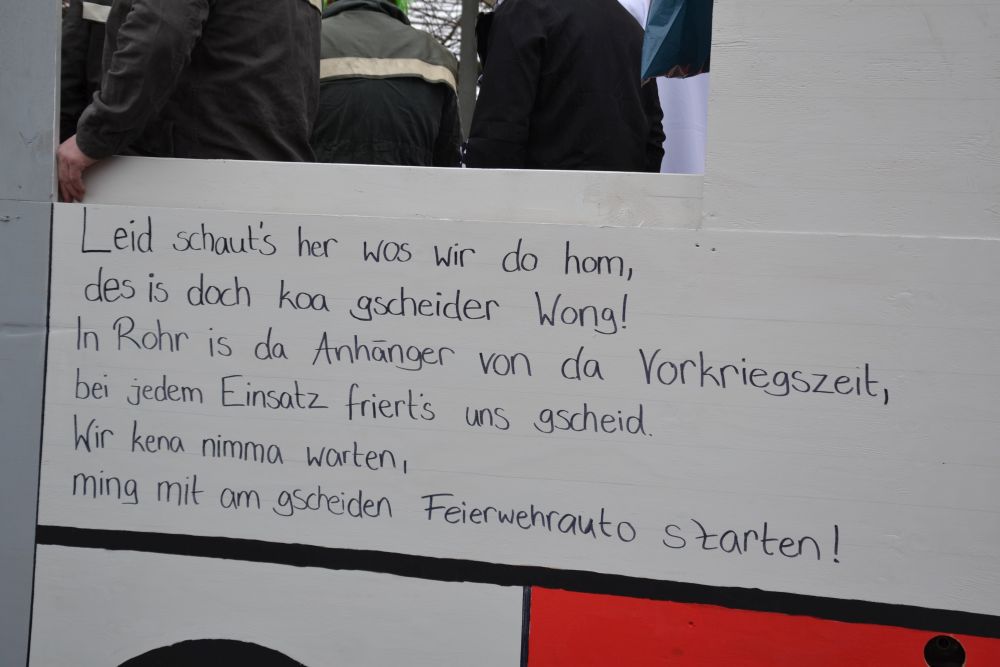 Leid schaut's her wos wir do hom,
des is doch koa gscheider Wong!
In Rohr is da Anhänger von da Vorkriegszeit,
bei jedem Einsatz friert's uns gscheid.
Wir kena nimma warten,
ming mit am gscheiden Feierwehrauto starten!